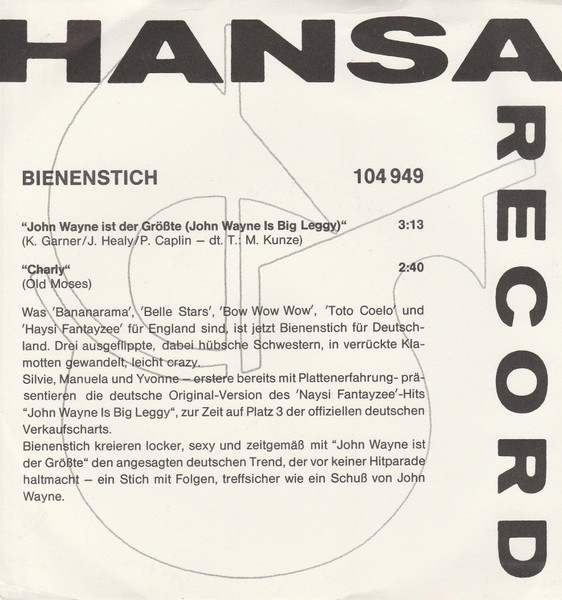 HANSA
RECORD
BIENENSTICH 104 949
“John Wayne ist der Größte (John Wayne Is Big Leggy)“ 3:13
(K. Garner/J. Healy/P. Caplin – dt. T.: M. Kunze)
“Charly“ 2:40
(Old Moses)
Was 'Bananarama', 'Belle Stars', 'Bow Wow Wow', 'Toto Coelo' und
'Haysi Fantayzee' für England sind, ist jetzt Bienenstich für Deutsch-
land. Drei ausgeflippte, dabei hübsche Schwestern, in verrückte Kla-
motten gewandelt, leicht crazy.
Silvie, Manuela und Yvonne – erstere bereits mit Plattenerfahrung- prä-
sentieren die deutsche Original-Version des 'Naysi Fantayzee'-Hits
“John Wayne Is Big Leggy“, zur Zeit auf Platz 3 der offiziellen deutschen
Verkaufscharts.
Bienenstich kreieren locker, sexy und zeitgemäß mit “John Wayne ist
der Größte“ den angesagten deutschen Trend, der vor keiner Hitparade
haltmacht – ein Stich mit Folgen, treffsicher wie ein Schuß von John
Wayne.